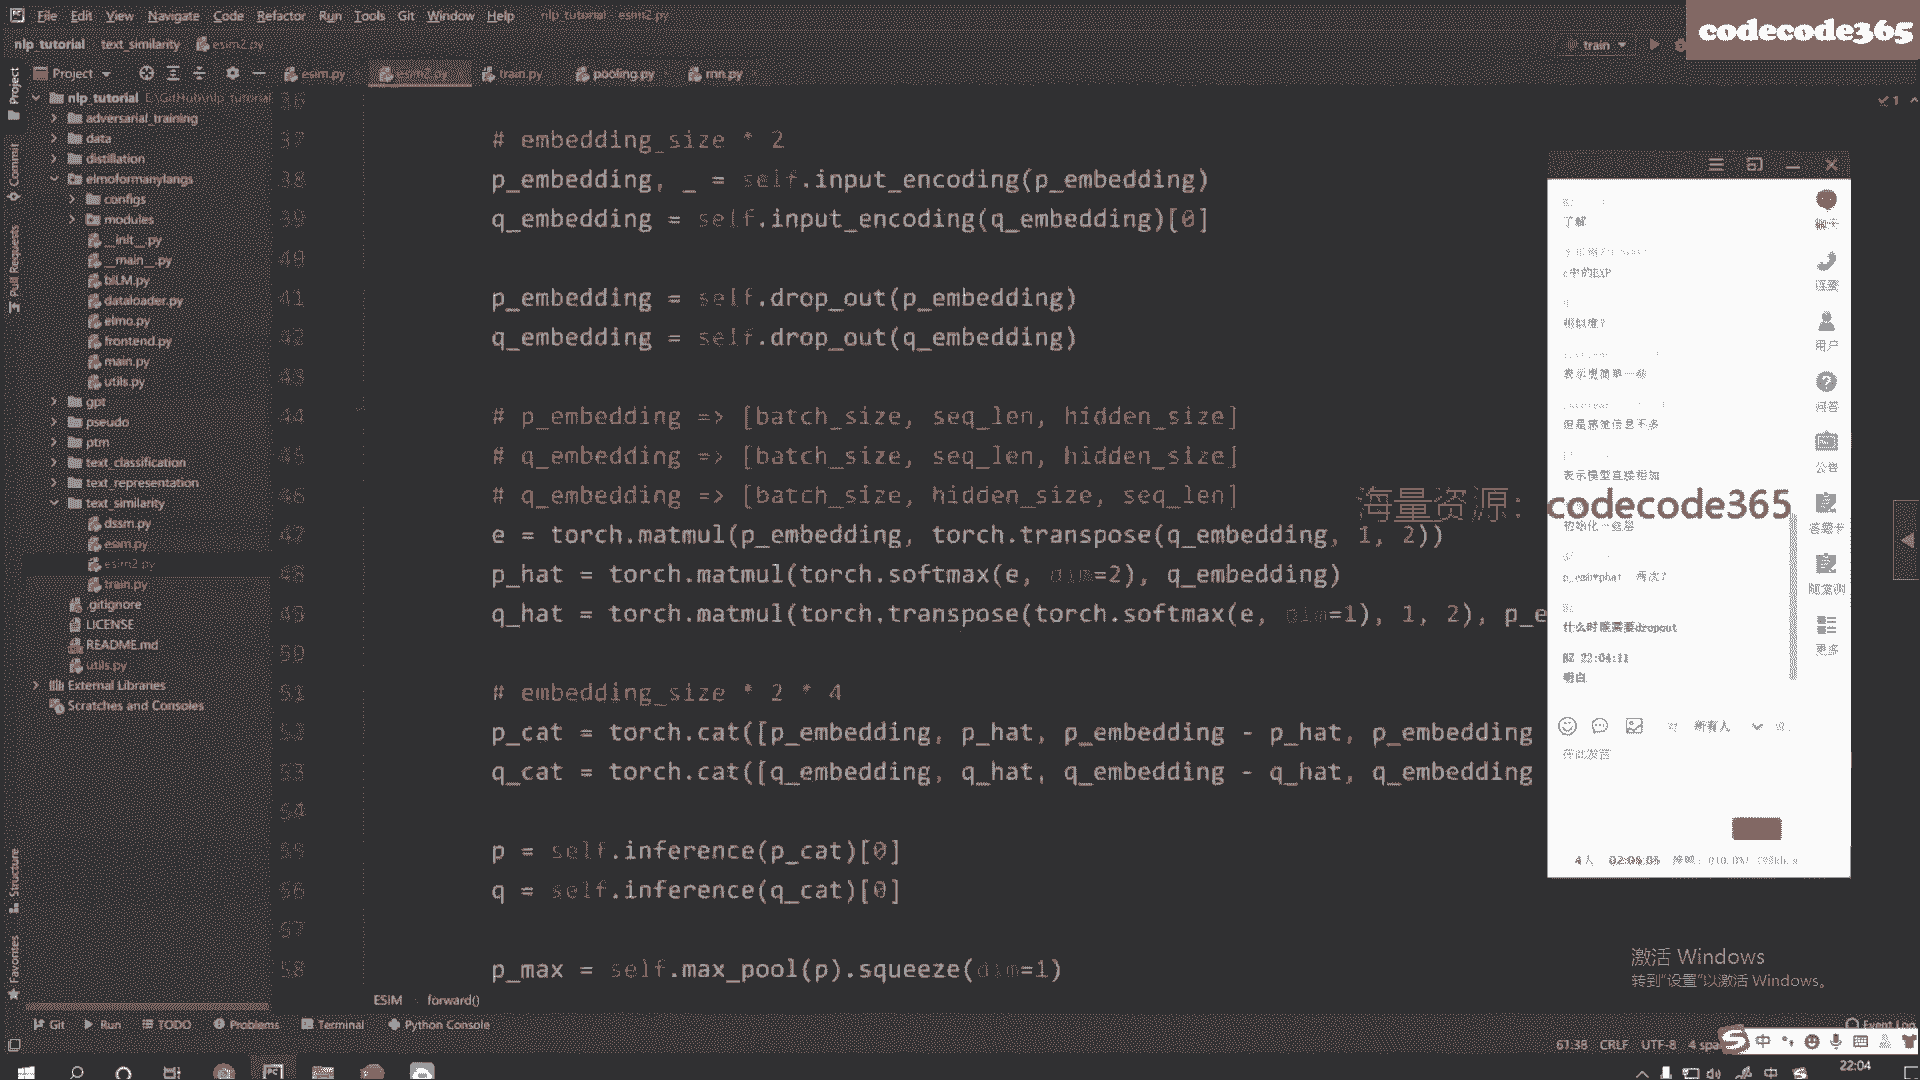 File Edit View Navigate Code Refactor Run Tools Git Window Help nlp_tutorial - esim2.py
codecode365
nlp_tutorial text_similarity esim2.py
train
Project
esim.py esim2.py train.py pooling.py rnn.py
nlp_tutorial E:\GitHub\nlp_tutorial
adversarial_training
data
distillation
elmoformanylangs
configs
modules
__init__.py
__main__.py
biLM.py
dataloader.py
elmo.py
frontend.py
main.py
utils.py
gpt
pseudo
ptm
text_classification
text_representation
text_similarity
dssm.py
esim.py
esim2.py
train.py
.gitignore
LICENSE
README.md
utils.py
External Libraries
Scratches and Consoles
Project
Commit
Pull Requests
Structure
Favorites
36
37 # embedding_size * 2
38 p_embedding, _ = self.input_encoding(p_embedding)
39 q_embedding = self.input_encoding(q_embedding)[0]
40
41 p_embedding = self.drop_out(p_embedding)
42 q_embedding = self.drop_out(q_embedding)
43
44 # p_embedding => [batch_size, seq_len, hidden_size]
45 # q_embedding => [batch_size, seq_len, hidden_size]
46 # q_embedding => [batch_size, hidden_size, seq_len]
47 e = torch.matmul(p_embedding, torch.transpose(q_embedding, 1, 2))
48 p_hat = torch.matmul(torch.softmax(e, dim=2), q_embedding)
49 q_hat = torch.matmul(torch.transpose(torch.softmax(e, dim=1), 1, 2), p_e
50
51 # embedding_size * 2 * 4
52 p_cat = torch.cat([p_embedding, p_hat, p_embedding - p_hat, p_embedding
53 q_cat = torch.cat([q_embedding, q_hat, q_embedding - q_hat, q_embedding
54
55 p = self.inference(p_cat)[0]
56 q = self.inference(q_cat)[0]
57
58 p_max = self.max_pool(p).squeeze(dim=1)
ESIM forward()
了解
e中的EXP
相似度?
表示更简单一些
但是感觉信息不多
表示模型直接相加
什么时候需要dropout
22:04:11
明白
所有人
在此发言
4人 02:06:05
聊天
连麦
用户
问答
公告
答题卡
随堂测
更多
海量资源：codecode365
激活 Windows
转到"设置"以激活 Windows。
Git Run TODO Problems Terminal Python Console Event Log
61:38 CRLF UTF-8 4 spa
中
22:04